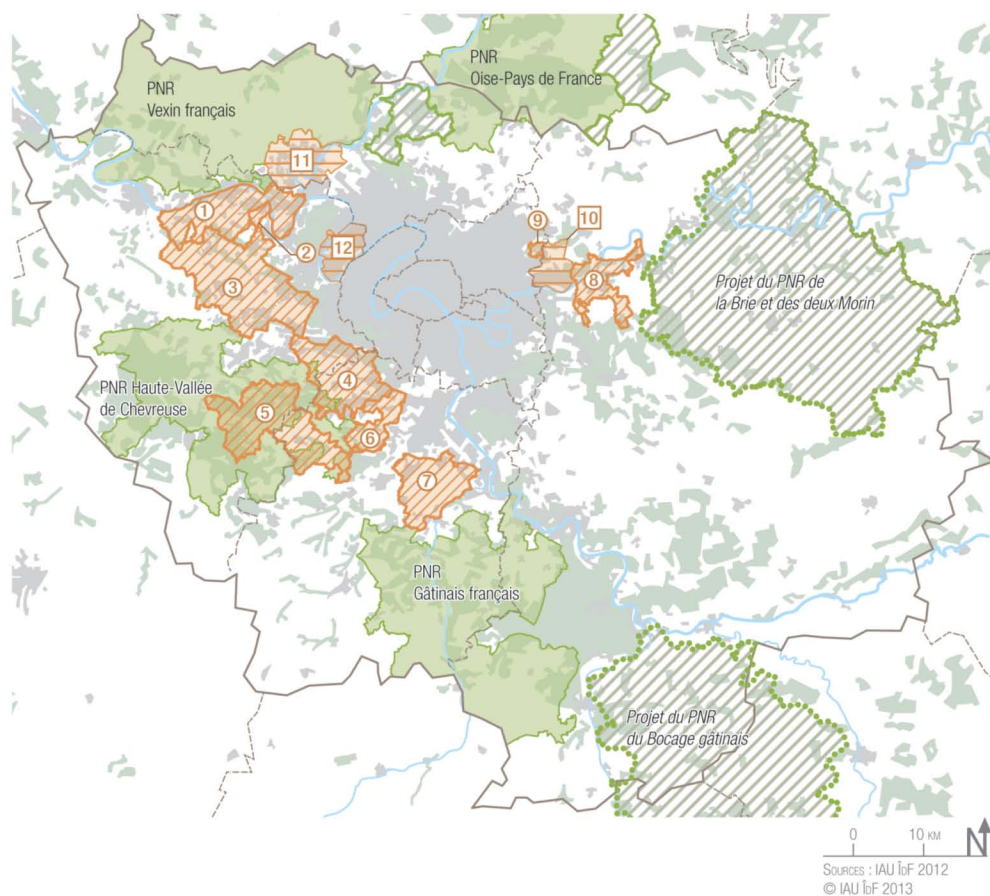 PNR
Oise-Pays de France
PNR
Vexin français
11
1
9
10
2
12
8
3
Projet du PNR de
la Brie et des deux Morin
4
PNR Haute-Vallée
de Chevreuse
5
6
7
PNR
Gâtinais français
Projet du PNR
du Bocage gâtinais
0 10 KM
N
SOURCES : IAU ÎDF 2012
© IAU ÎDF 2013